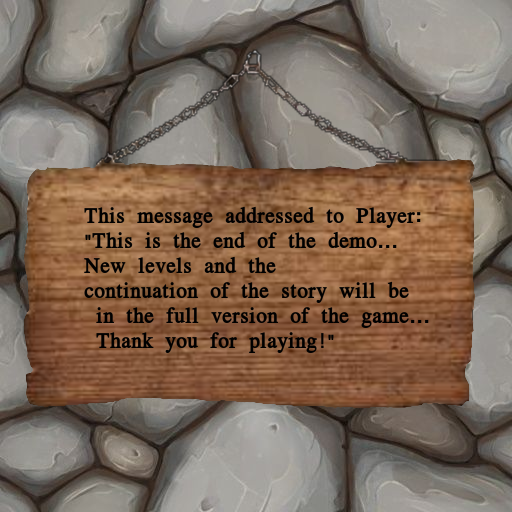 This message addressed to Player:
"This is the end of the demo...
New levels and the
continuation of the story will be
in the full version of the game...
Thank you for playing!"